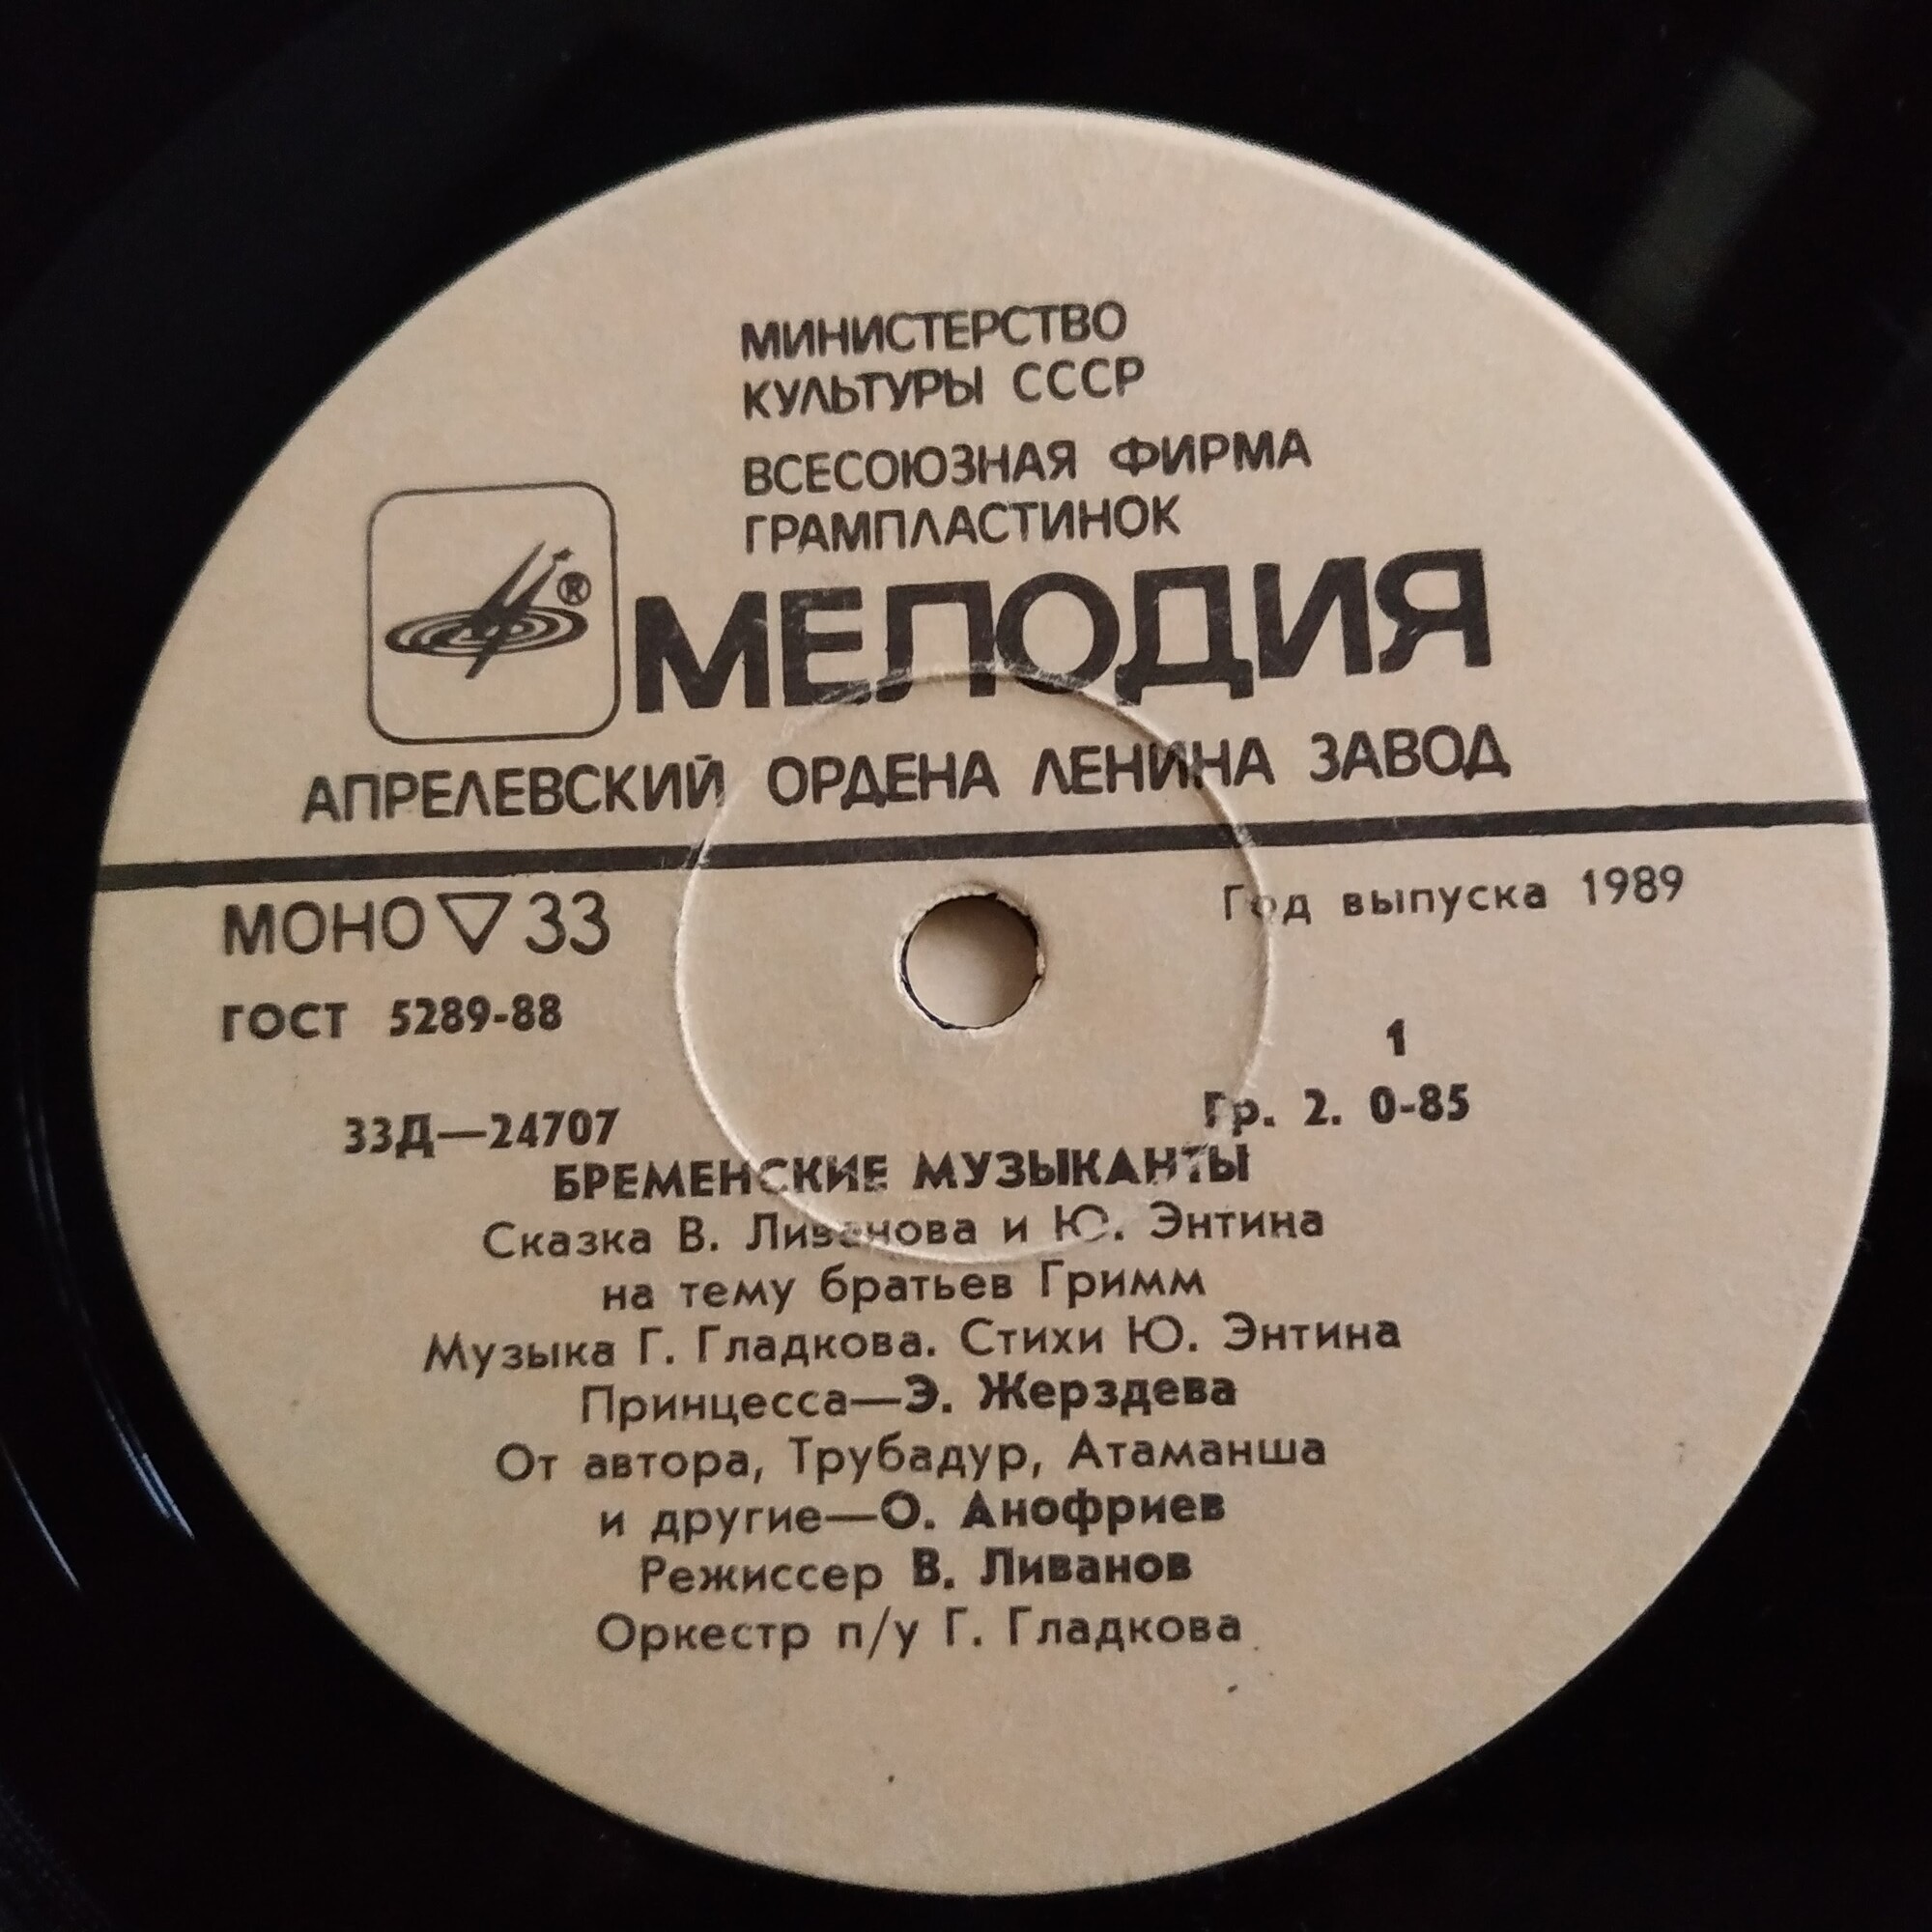 МИНИСТЕРСТВО
КУЛЬТУРЫ СССР
ВСЕСОЮЗНАЯ ФИРМА
ГРАМПЛАСТИНОК
®
МЕЛОДИЯ
АПРЕЛЕВСКИЙ ОРДЕНА ЛЕНИНА ЗАВОД
МОНО ▽ 33
Год выпуска 1989
ГОСТ 5289-88
1
33Д—24707
Гр. 2. 0-85
БРЕМЕНСКИЕ МУЗЫКАНТЫ
Сказка В. Ливанова и Ю. Энтина
на тему братьев Гримм
Музыка Г. Гладкова. Стихи Ю. Энтина
Принцесса—Э. Жерздева
От автора, Трубадур, Атаманша
и другие—О. Анофриев
Режиссер В. Ливанов
Оркестр п/у Г. Гладкова